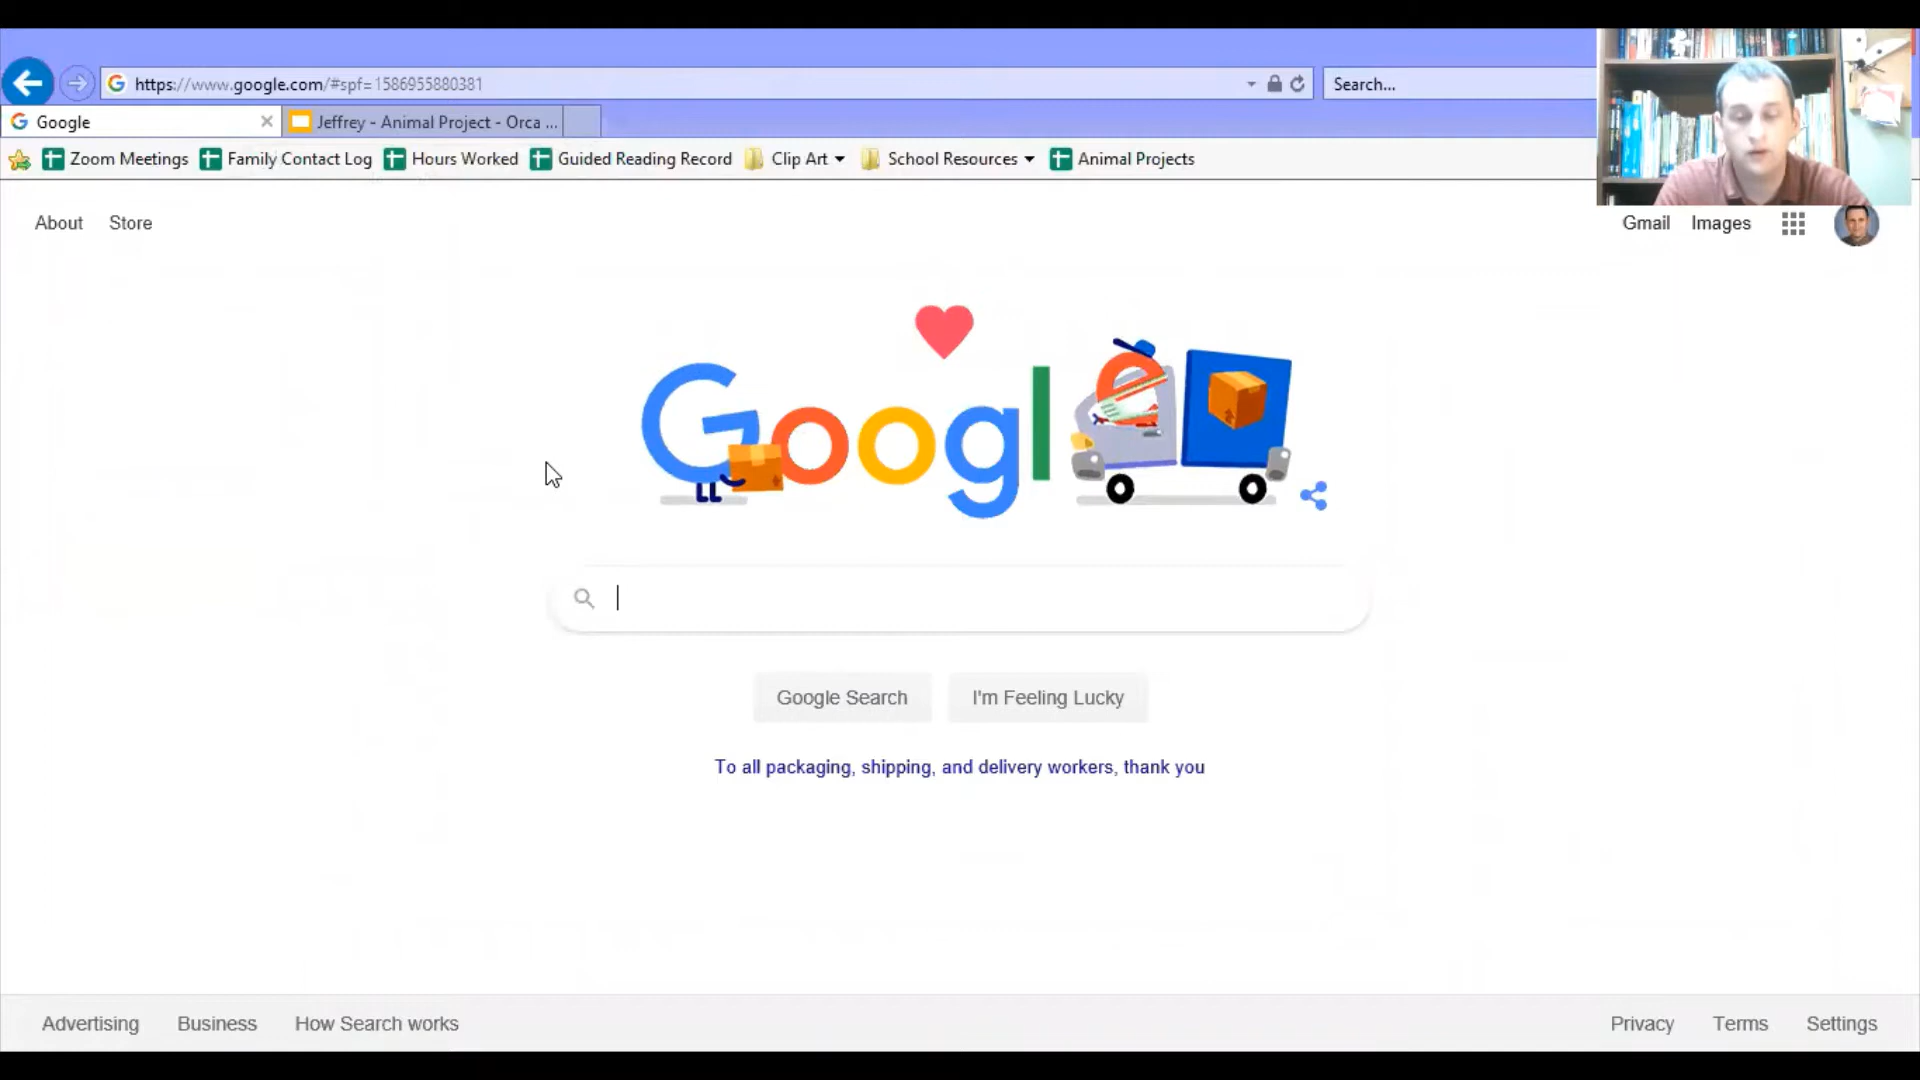 https://www.google.com/#spf=1586955880381
Search...
Google
Jeffrey - Animal Project - Orca ...
Zoom Meetings
Family Contact Log
Hours Worked
Guided Reading Record
Clip Art
School Resources
Animal Projects
About
Store
Gmail
Images
Google
Google Search
I'm Feeling Lucky
To all packaging, shipping, and delivery workers, thank you
Advertising
Business
How Search works
Privacy
Terms
Settings